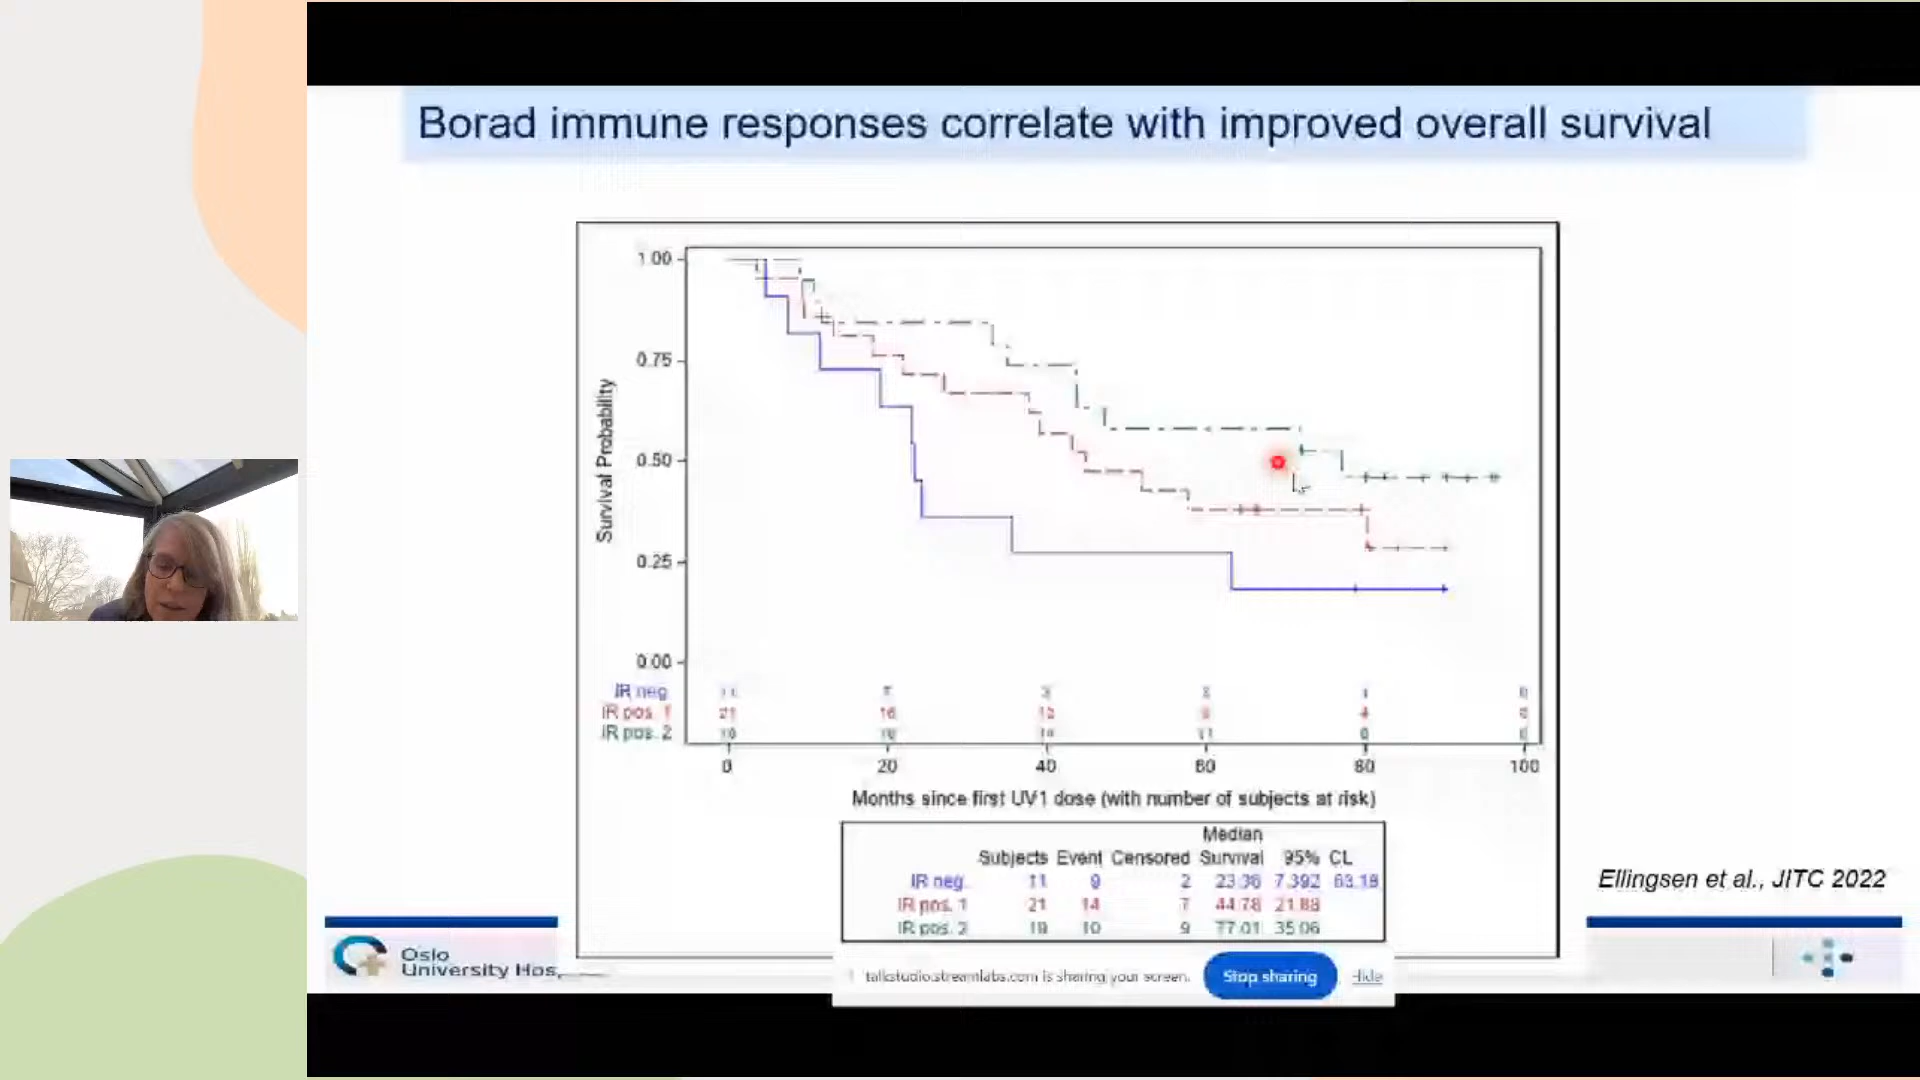 Borad immune responses correlate with improved overall survival
1.00
0.75
0.50
0.25
0.00
Survival Probability
IR neg.
IR pos. 1 21 16 4
IR pos. 2
0 20 40 60 80 100
Months since first UV1 dose (with number of subjects at risk)
Median
Subjects Event Censored Survival 95% CL
IR neg. 11 9 2 23.36 7.392 63.18
IR pos. 1 21 14 7 44.78 21.88
IR pos. 2 19 10 9 77.01 35.06
Ellingsen et al., JITC 2022
Oslo
University Hos
talkstudio.streamlabs.com is sharing your screen.
Stop sharing
Hide